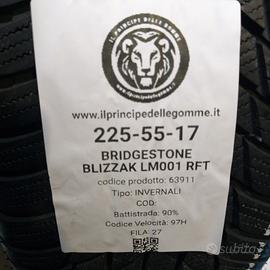 IL PRINCIPE DELLE GOMME
www.ilprincipedellegomme.it
225-55-17
BRIDGESTONE
BLIZZAK LM001 RFT
codice prodotto: 63911
Tipo: INVERNALI
COD:
Battistrada: 90%
Codice Velocità: 97H
FILA: 27
subito